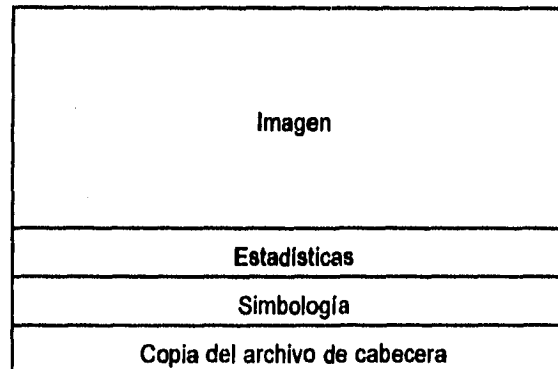 Imagen
Estadísticas
Simbología
Copia del archivo de cabecera